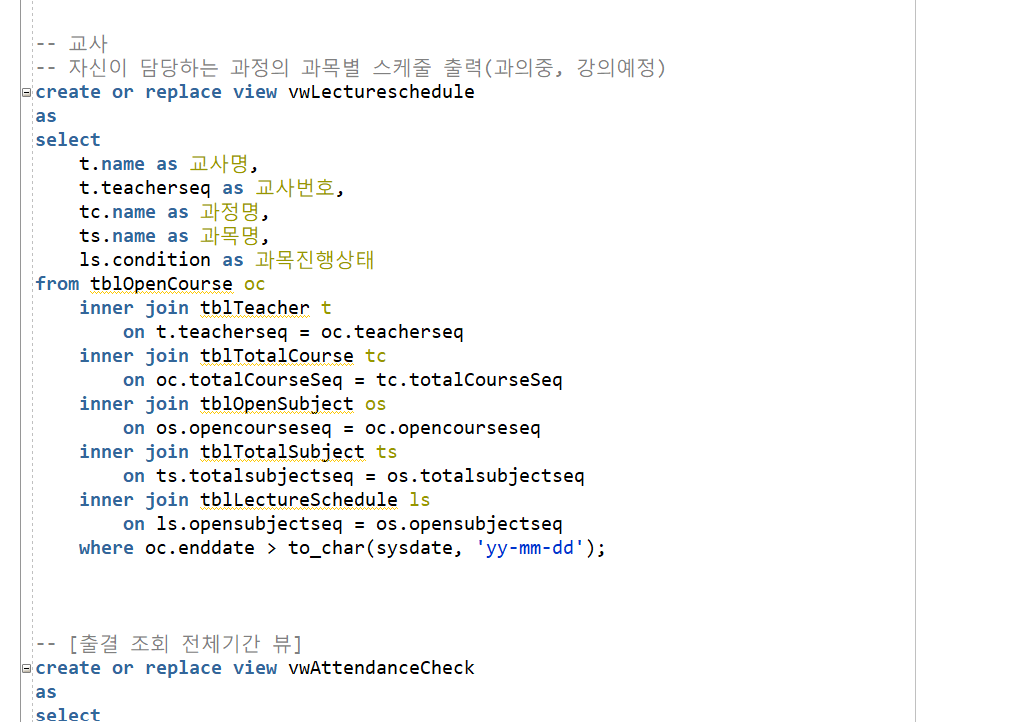 -- 교사
-- 자신이 담당하는 과정의 과목별 스케줄 출력(과의중, 강의예정)
create or replace view vwLectureschedule
as
select
    t.name as 교사명,
    t.teacherseq as 교사번호,
    tc.name as 과정명,
    ts.name as 과목명,
    ls.condition as 과목진행상태
from tblOpenCourse oc
    inner join tblTeacher t
        on t.teacherseq = oc.teacherseq
    inner join tblTotalCourse tc
        on oc.totalCourseSeq = tc.totalCourseSeq
    inner join tblOpenSubject os
        on os.opencourseseq = oc.opencourseseq
    inner join tblTotalSubject ts
        on ts.totalsubjectseq = os.totalsubjectseq
    inner join tblLectureSchedule ls
        on ls.opensubjectseq = os.opensubjectseq
    where oc.enddate > to_char(sysdate, 'yy-mm-dd');
-- [출결 조회 전체기간 뷰]
create or replace view vwAttendanceCheck
as
select